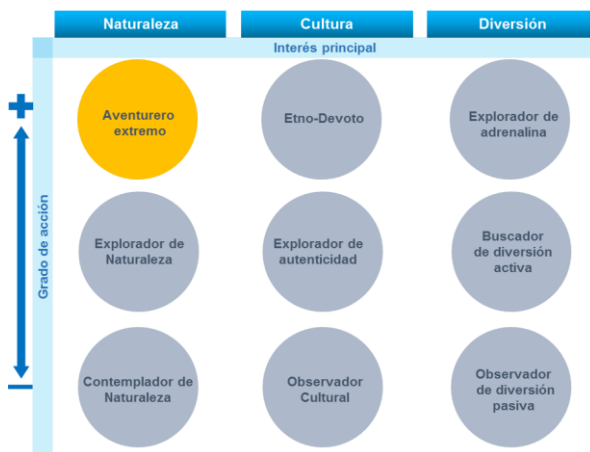 Naturaleza
Cultura
Diversión
Interés principal
Grado de acción
Aventurero
extremo
Etno-Devoto
Explorador de
adrenalina
Explorador de
Naturaleza
Explorador de
autenticidad
Buscador
de diversión
activa
Contemplador de
Naturaleza
Observador
Cultural
Observador
de diversión
pasiva